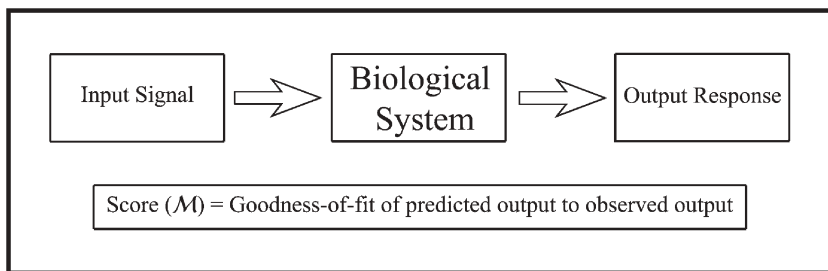 Input Signal
Biological
System
Output Response
Score (ℳ) = Goodness-of-fit of predicted output to observed output